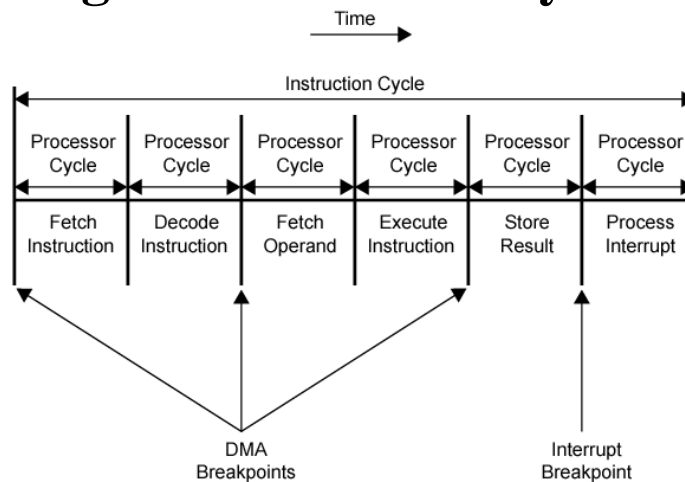 Time
Instruction Cycle
Processor Processor Processor Processor Processor Processor
Cycle Cycle Cycle Cycle Cycle Cycle
Fetch Decode Fetch Execute Store Process
Instruction Instruction Operand Instruction Result Interrupt
DMA Interrupt
Breakpoints Breakpoint